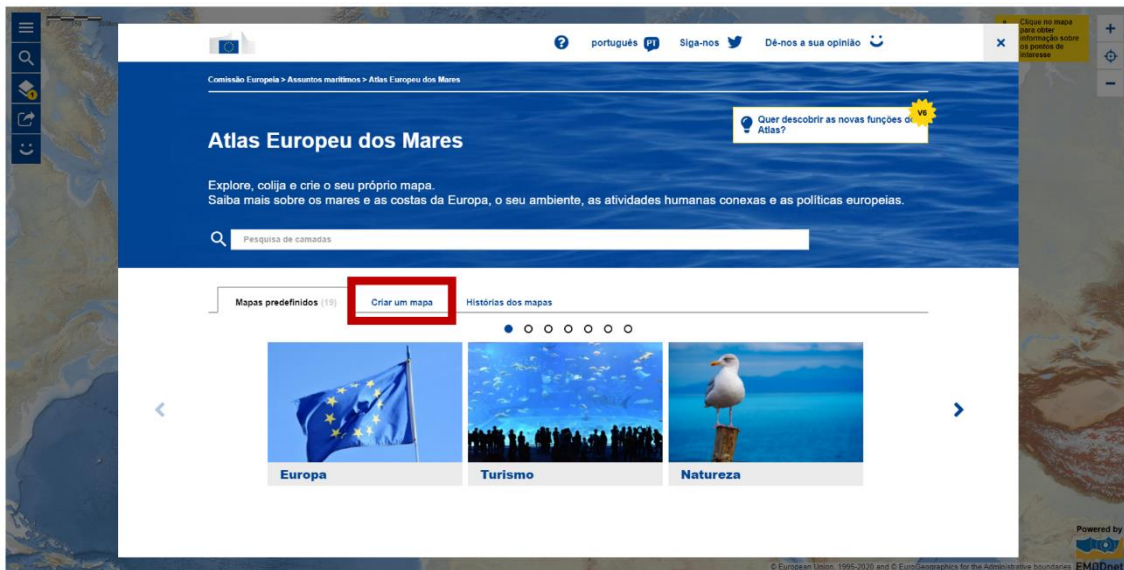 Clique no mapa
para obter
informação sobre
os pontos de
interesse
português PT
Siga-nos
Dê-nos a sua opinião
Comissão Europeia > Assuntos marítimos > Atlas Europeu dos Mares
V6
Quer descobrir as novas funções
Atlas?
Atlas Europeu dos Mares
Explore, colija e crie o seu próprio mapa.
Saiba mais sobre os mares e as costas da Europa, o seu ambiente, as atividades humanas conexas e as políticas europeias.
Pesquisa de camadas
Mapas predefinidos (19)
Criar um mapa
Histórias dos mapas
Europa
Turismo
Natureza
Powered by
EMODnet
© European Union, 1995-2020 and © EuroGeographics for the Administrative boundaries